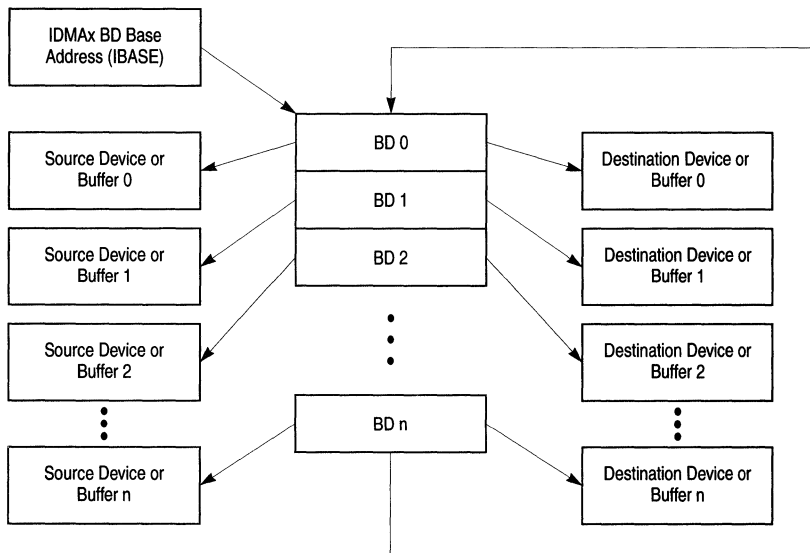 IDMAx BD Base
Address (IBASE)
BD 0
Source Device or
Buffer 0
Destination Device or
Buffer 0
BD 1
Source Device or
Buffer 1
Destination Device or
Buffer 1
BD 2
Source Device or
Buffer 2
Destination Device or
Buffer 2
BD n
Source Device or
Buffer n
Destination Device or
Buffer n